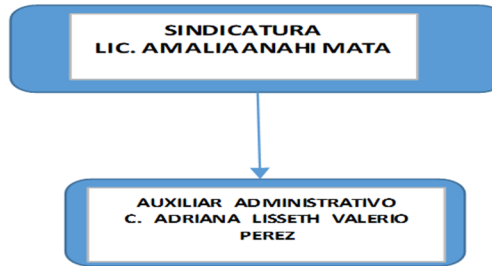 SINDICATURA
LIC. AMALIA ANAHI MATA
AUXILIAR ADMINISTRATIVO
C. ADRIANA LISSETH VALERIO
PEREZ